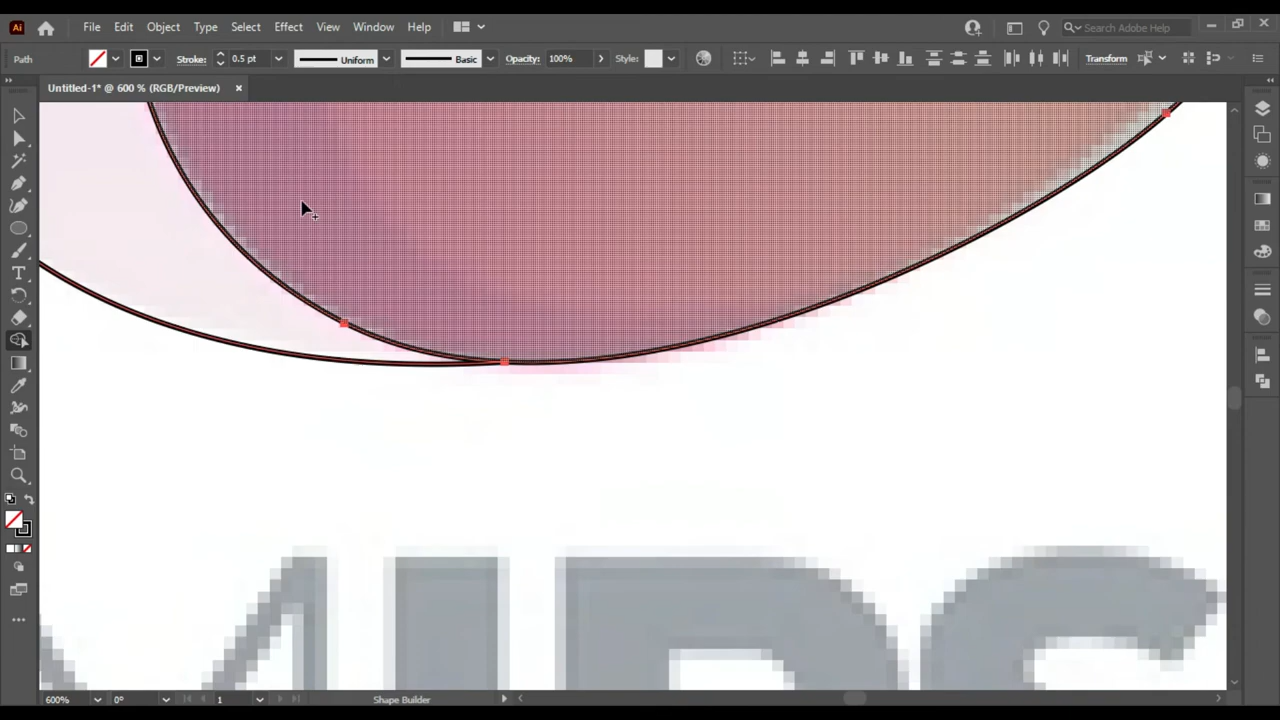 Ai File Edit Object Type Select Effect View Window Help Search Adobe Help
Path Stroke: 0.5 pt Uniform Basic Opacity: 100% Style: Transform
Untitled-1* @ 600 % (RGB/Preview) ×
T
600% 0° 1 Shape Builder